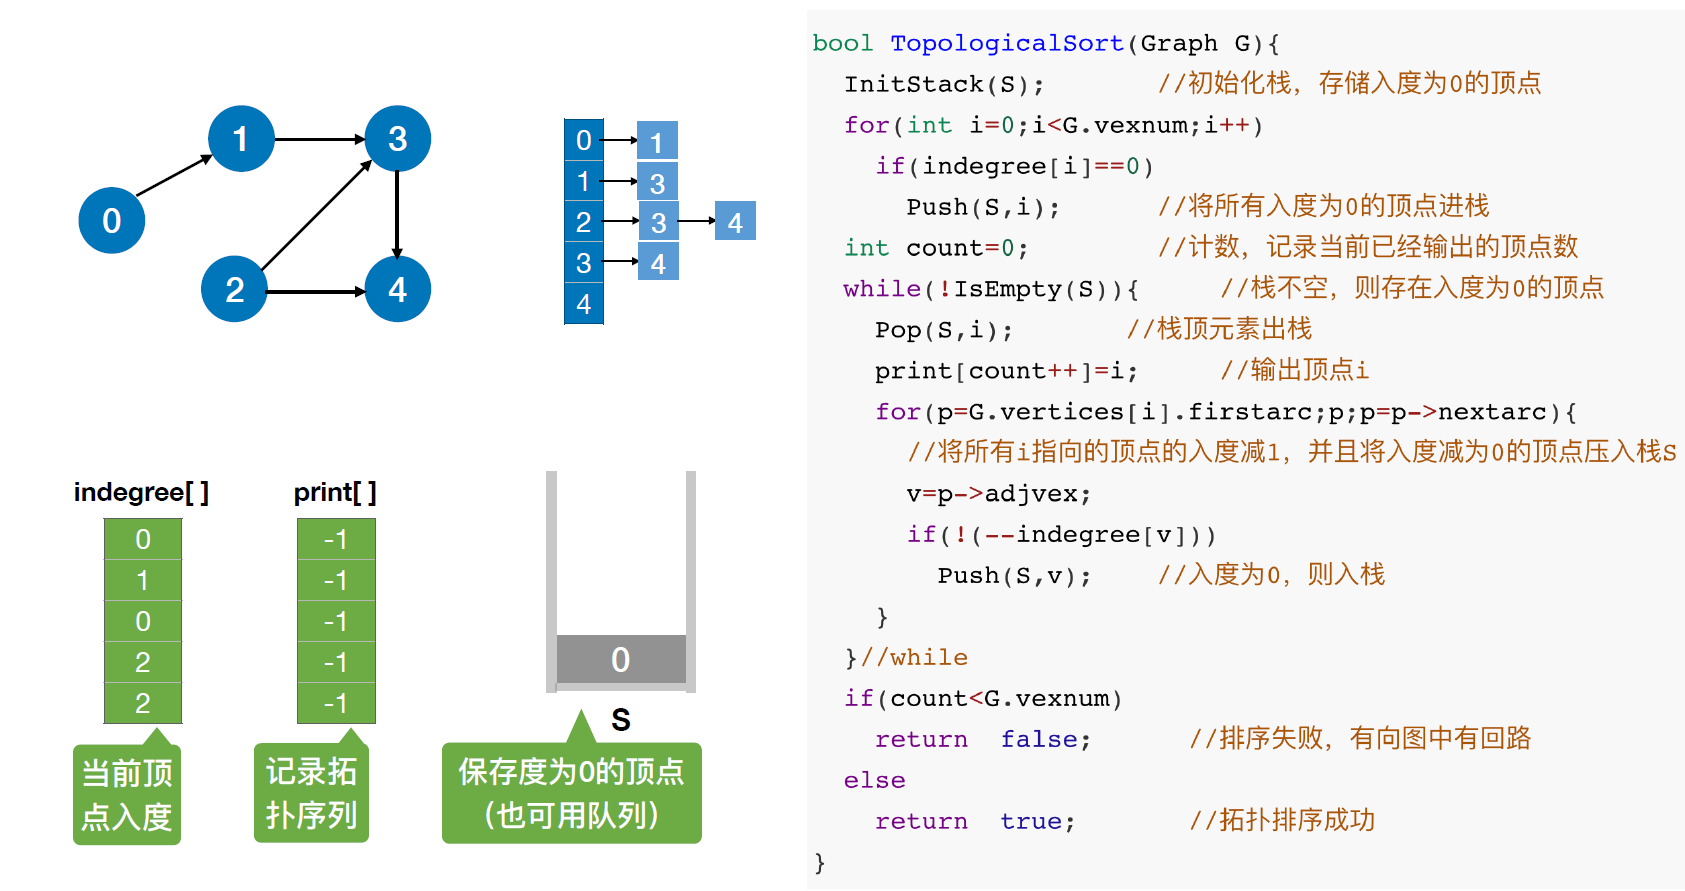 1
3
0
2
4
0
1
1
3
2
3
4
3
4
4
indegree[ ]
print[ ]
0
1
0
2
2
-1
-1
-1
-1
-1
0
S
当前顶
点入度
记录拓
扑序列
保存度为0的顶点
（也可用队列）
bool TopologicalSort(Graph G){
InitStack(S); //初始化栈，存储入度为0的顶点
for(int i=0;i<G.vexnum;i++)
if(indegree[i]==0)
Push(S,i); //将所有入度为0的顶点进栈
int count=0; //计数，记录当前已经输出的顶点数
while(!IsEmpty(S)){ //栈不空，则存在入度为0的顶点
Pop(S,i); //栈顶元素出栈
print[count++]=i; //输出顶点i
for(p=G.vertices[i].firstarc;p;p=p->nextarc){
//将所有i指向的顶点的入度减1，并且将入度减为0的顶点压入栈S
v=p->adjvex;
if(!(--indegree[v]))
Push(S,v); //入度为0，则入栈
}
}//while
if(count<G.vexnum)
return false; //排序失败，有向图中有回路
else
return true; //拓扑排序成功
}